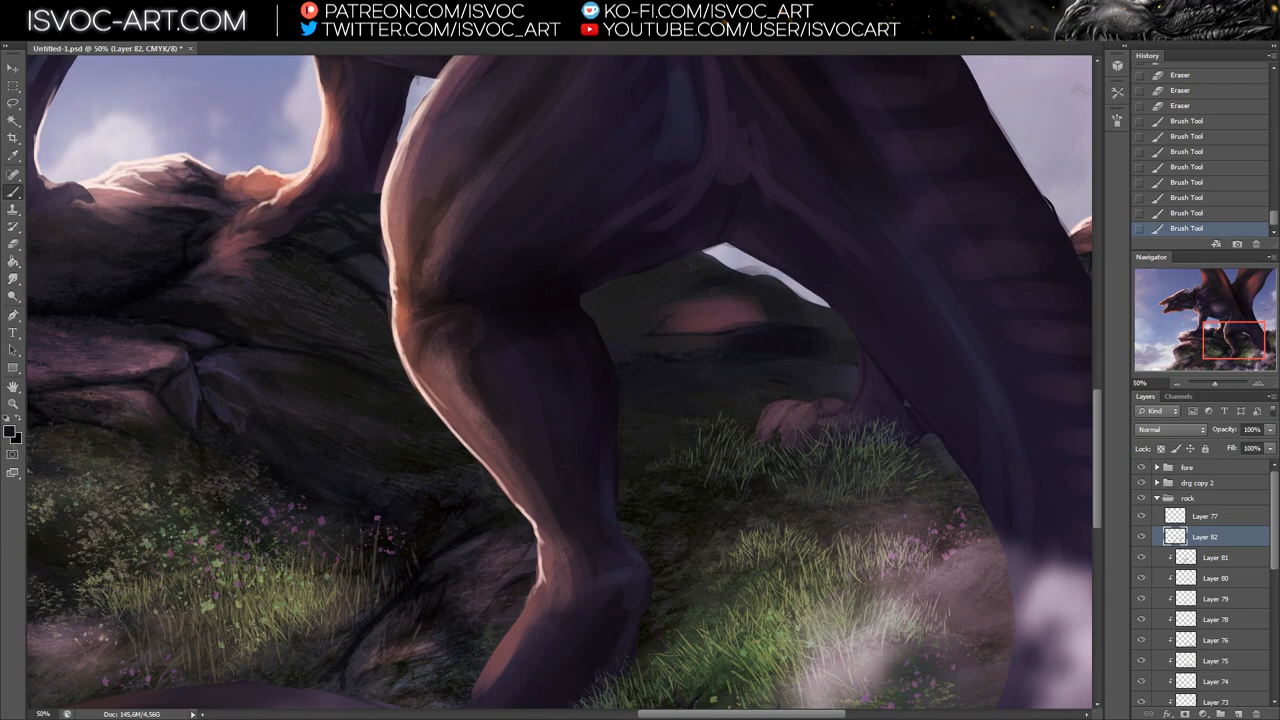 ISVOC-ART.COM
PATREON.COM/ISVOC
KO-FI.COM/ISVOC_ART
TWITTER.COM/ISVOC_ART
YOUTUBE.COM/USER/ISVOCART
Untitled-1.psd @ 50% (Layer 82, CMYK/8) *
History
Eraser
Eraser
Eraser
Brush Tool
Brush Tool
Brush Tool
Brush Tool
Brush Tool
Brush Tool
Brush Tool
Brush Tool
Navigator
50%
Layers Channels
Kind
Normal Opacity: 100%
Lock: Fill: 100%
fore
drg copy 2
rock
Layer 77
Layer 82
Layer 81
Layer 80
Layer 79
Layer 78
Layer 76
Layer 75
Layer 74
Layer 73
50% Doc: 145,6M/4,56G